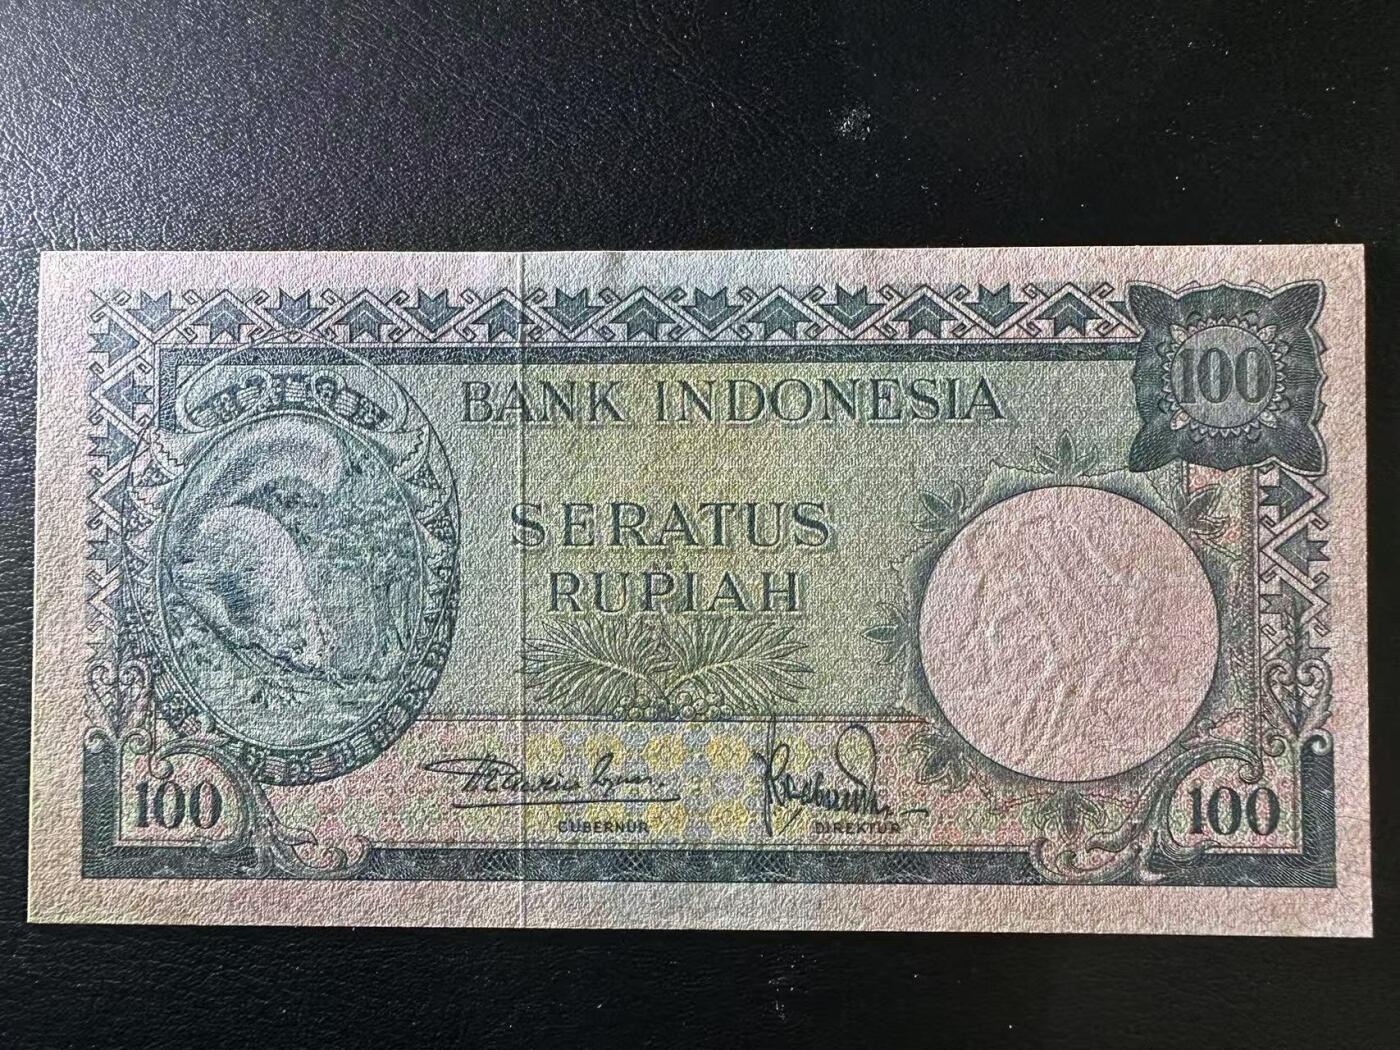 100
BANK INDONESIA
SERATUS
RUPIAH
GUBERNUR
DIREKTUR
100
100